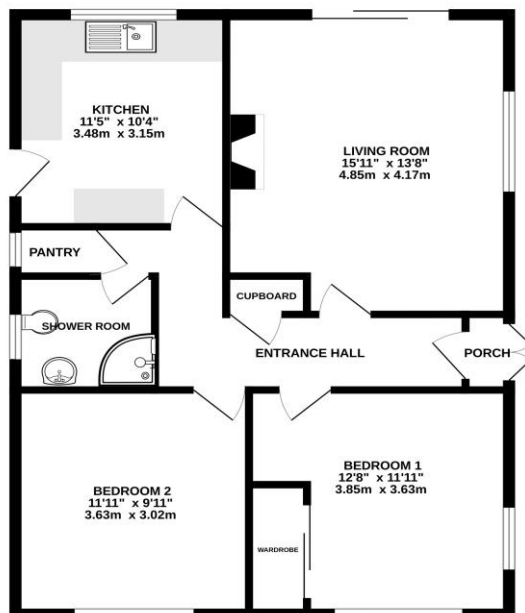 KITCHEN
11'5" x 10'4"
3.48m x 3.15m
LIVING ROOM
15'11" x 13'8"
4.85m x 4.17m
PANTRY
CUPBOARD
SHOWER ROOM
ENTRANCE HALL
PORCH
BEDROOM 2
11'11" x 9'11"
3.63m x 3.02m
BEDROOM 1
12'8" x 11'11"
3.85m x 3.63m
WARDROBE